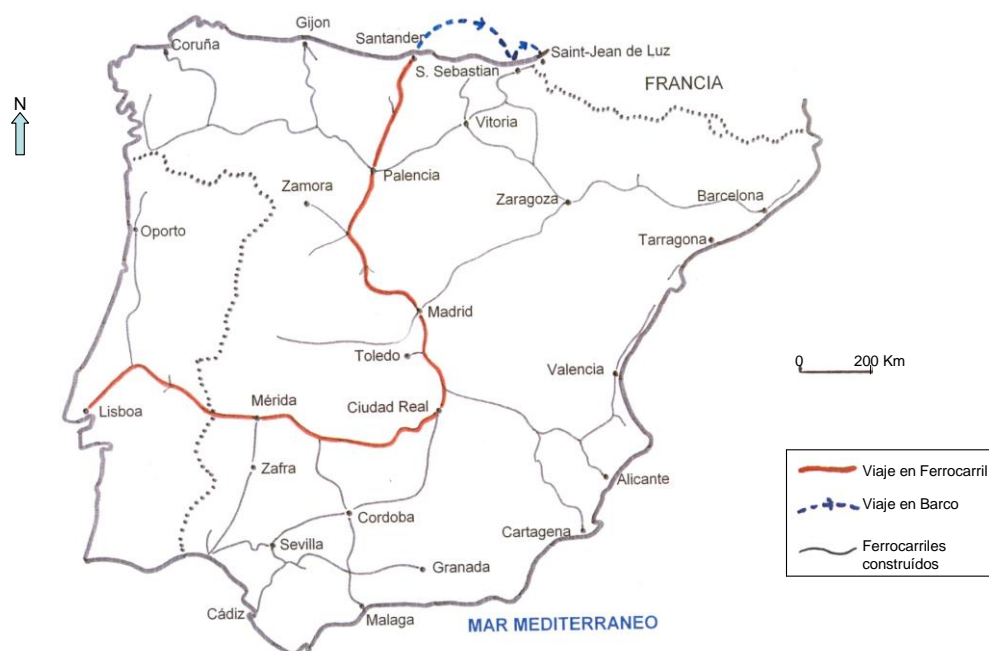 Gijon
Santander
Coruña
Saint-Jean de Luz
S. Sebastian
FRANCIA
N
Vitoria
Palencia
Zamora
Zaragoza
Barcelona
Oporto
Tarragona
Madrid
Toledo
Valencia
0 200 Km
Lisboa
Mérida
Ciudad Real
Zafra
Alicante
Cordoba
Cartagena
Sevilla
Granada
Cádiz
Malaga
MAR MEDITERRANEO
Viaje en Ferrocarril
Viaje en Barco
Ferrocarriles
construídos